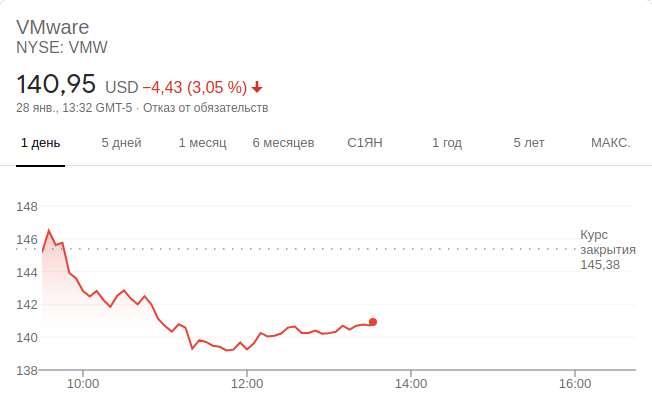 VMware
NYSE: VMW
140,95 USD −4,43 (3,05 %)
28 янв., 13:32 GMT-5 · Отказ от обязательств
1 день 5 дней 1 месяц 6 месяцев С1ЯН 1 год 5 лет МАКС.
148
146
144
142
140
138
Курс
закрытия
145,38
10:00 12:00 14:00 16:00